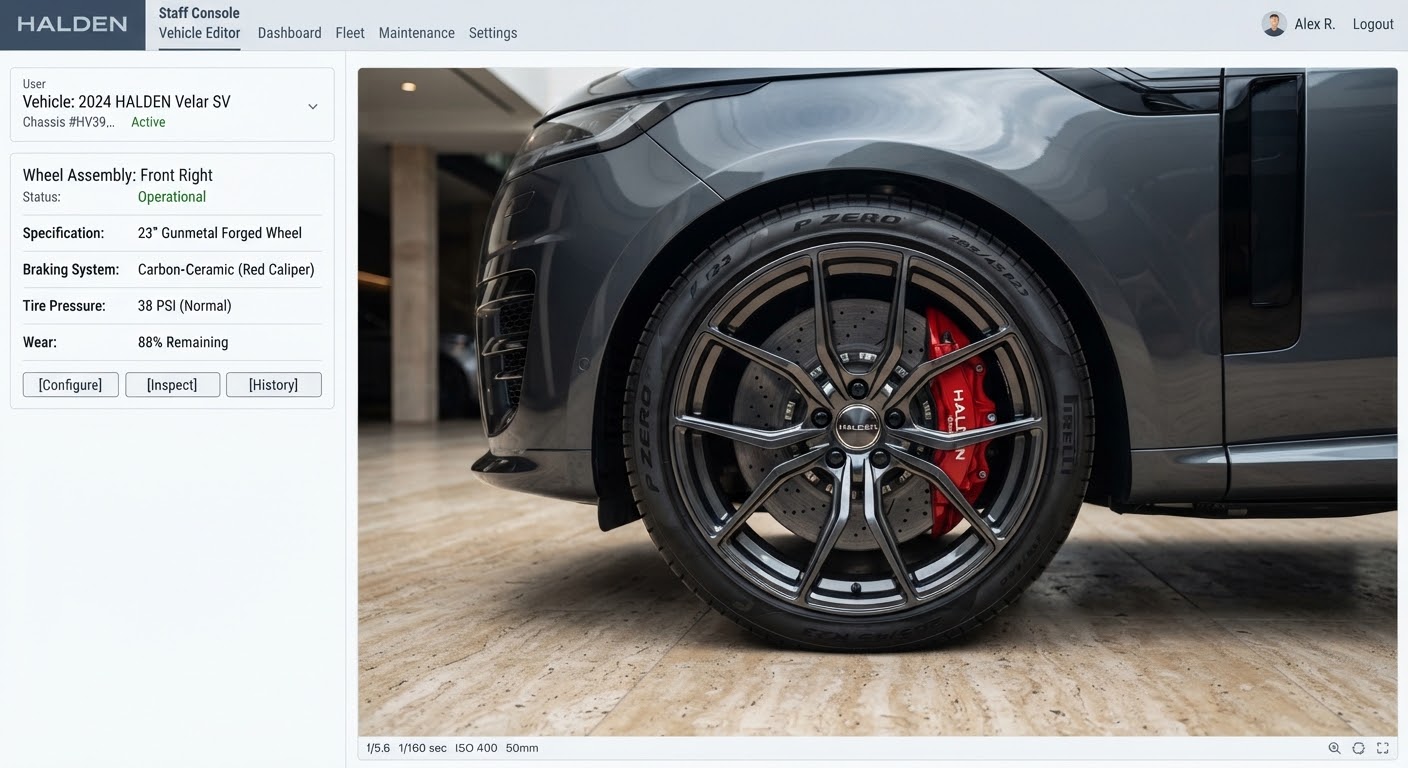 HALDEN
Staff Console
Vehicle Editor Dashboard Fleet Maintenance Settings
Alex R. Logout
User
Vehicle: 2024 HALDEN Velar SV
Chassis #HV39,.. Active
Wheel Assembly: Front Right
Status: Operational
Specification: 23" Gunmetal Forged Wheel
Braking System: Carbon-Ceramic (Red Caliper)
Tire Pressure: 38 PSI (Normal)
Wear: 88% Remaining
[Configure] [Inspect] [History]
P ZERO
P ZERO
HALDEN
1/5.6 1/160 sec ISO 400 50mm